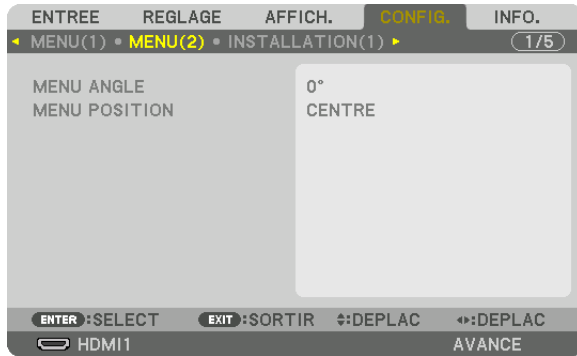 ENTREE REGLAGE AFFICH. CONFIG. INFO.
MENU(1) • MENU(2) • INSTALLATION(1) 1/5
MENU ANGLE 0°
MENU POSITION CENTRE
ENTER :SELECT EXIT :SORTIR :DEPLAC :DEPLAC
HDMI1 AVANCE